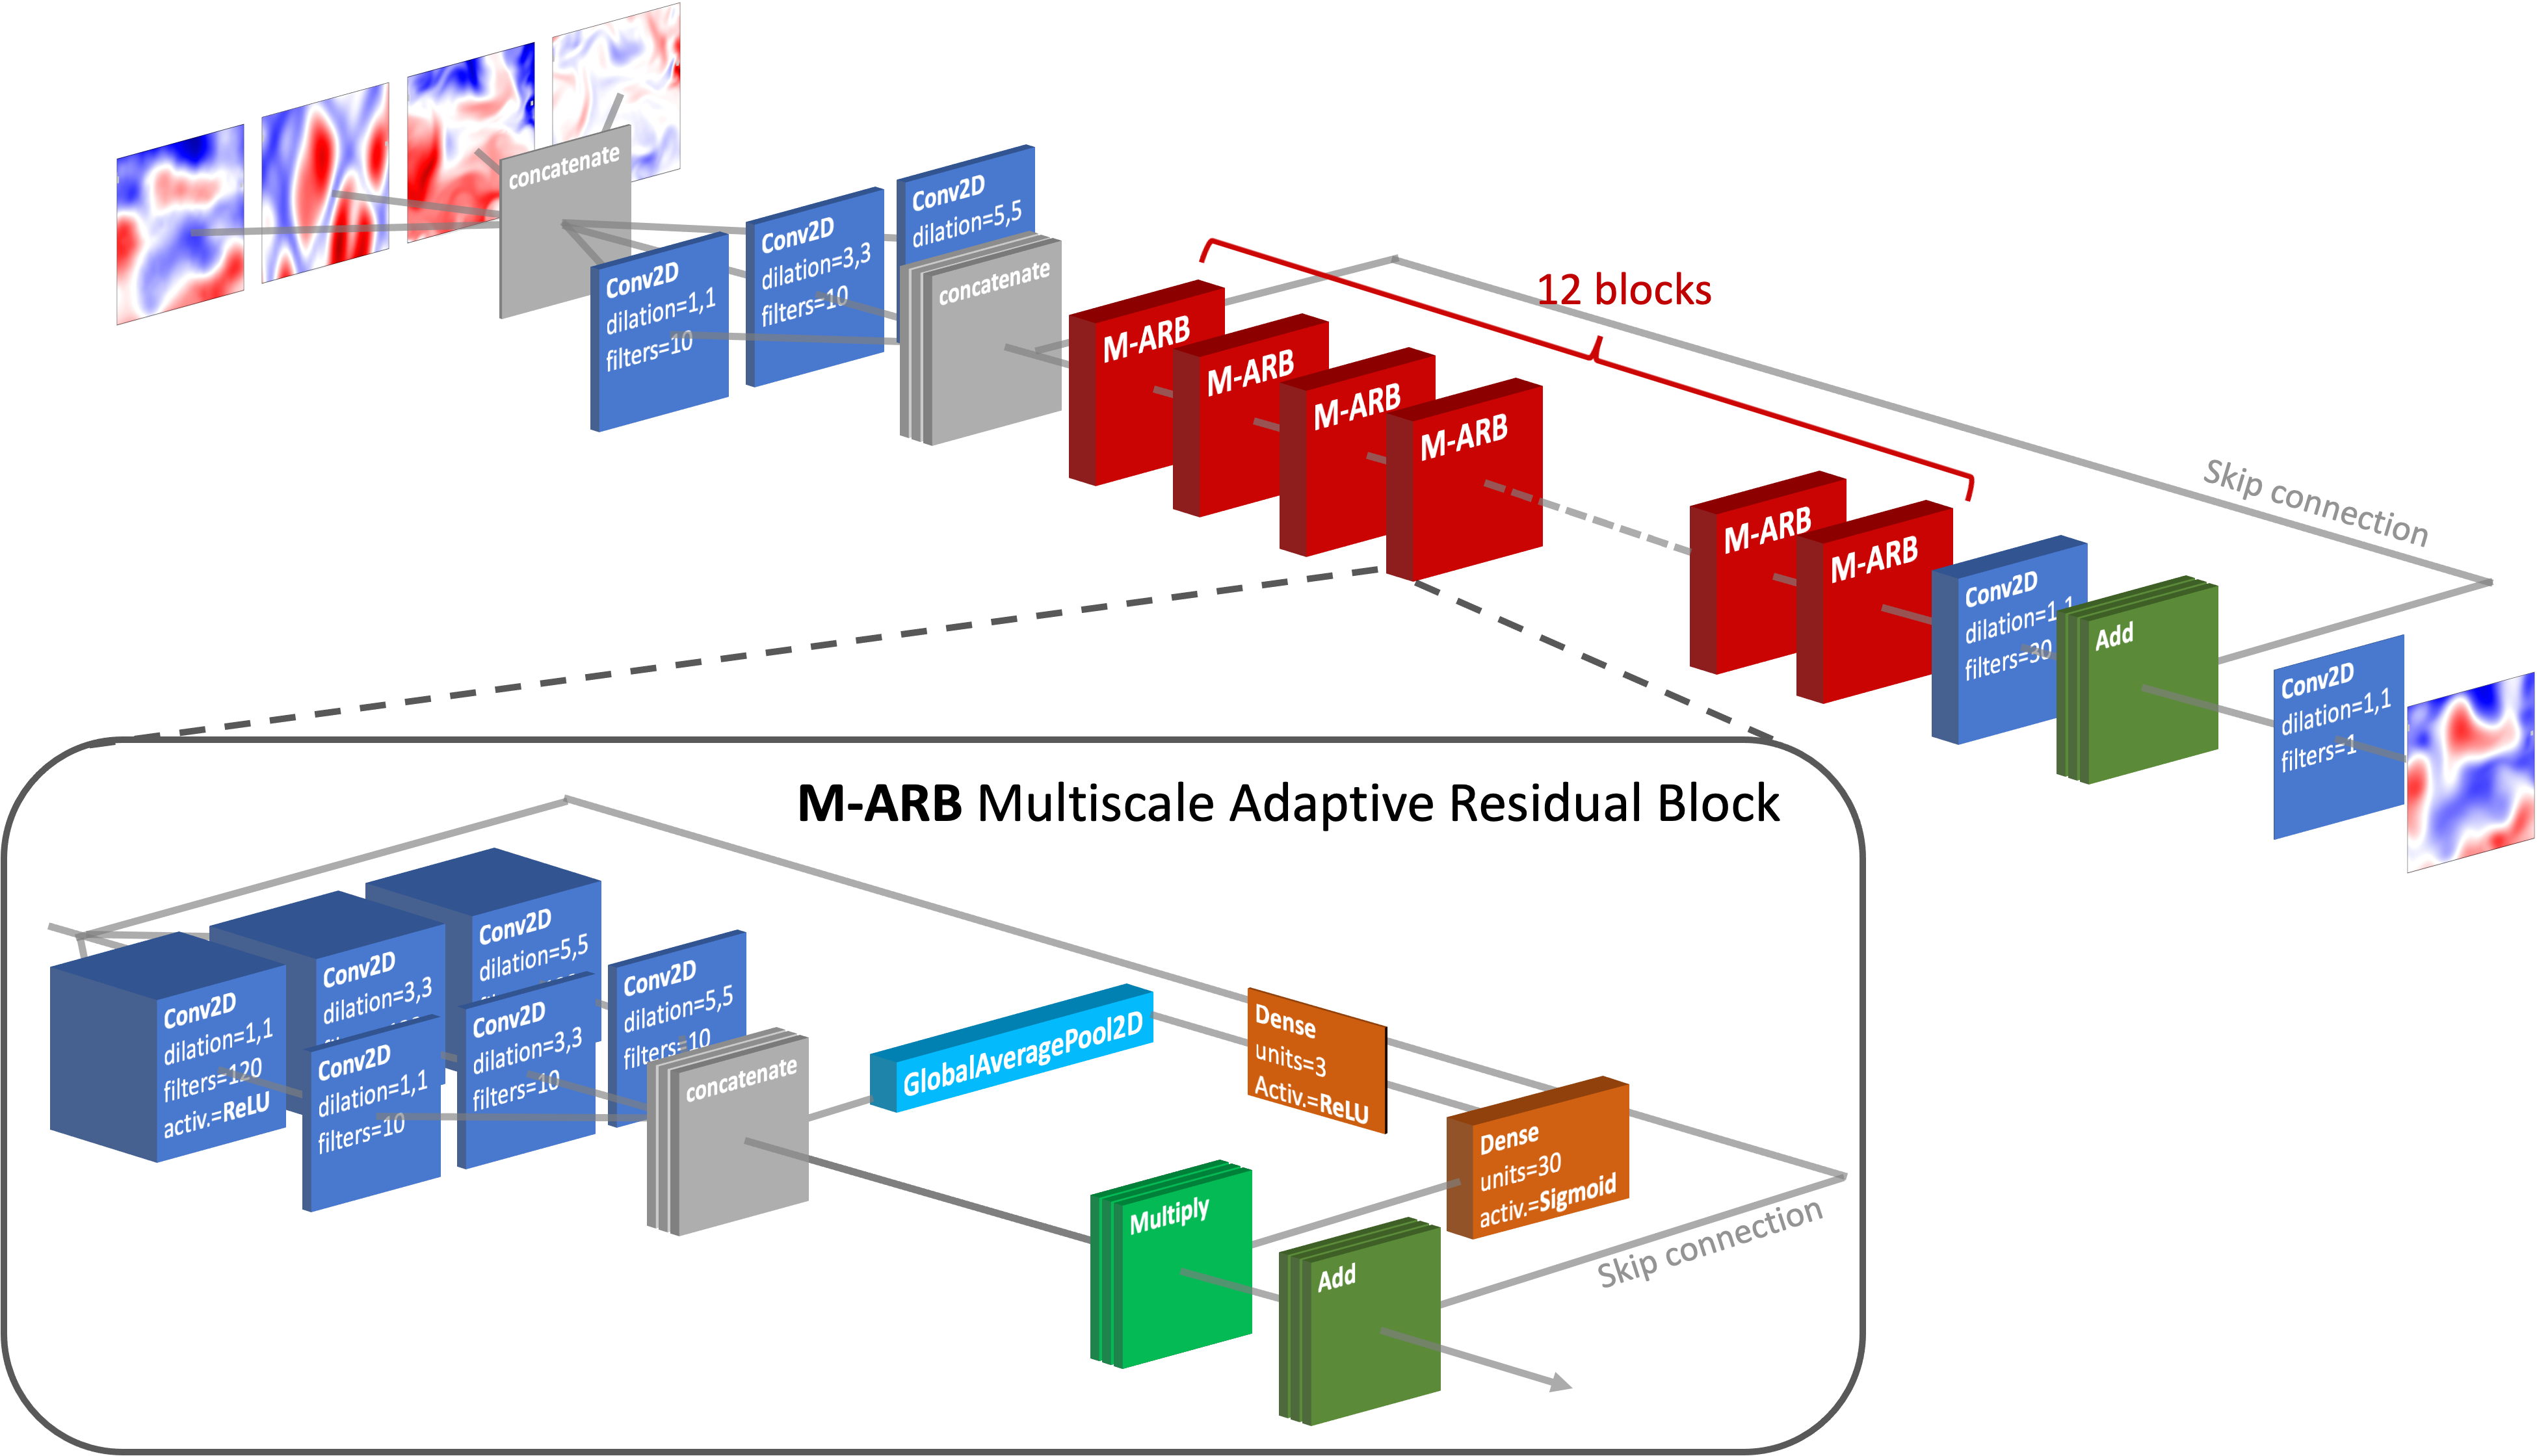 concatenate
Conv2D
dilation=1,1
filters=10
Conv2D
dilation=3,3
filters=10
Conv2D
dilation=5,5
concatenate
12 blocks
M-ARB
M-ARB
M-ARB
M-ARB
M-ARB
M-ARB
Skip connection
Conv2D
dilation=1,1
filters=30
Add
Conv2D
dilation=1,1
filters=1
M-ARB Multiscale Adaptive Residual Block
Conv2D
dilation=1,1
filters=120
activ.=ReLU
Conv2D
dilation=3,3
Conv2D
dilation=5,5
Conv2D
dilation=1,1
filters=10
Conv2D
dilation=3,3
filters=10
Conv2D
dilation=5,5
filters=10
concatenate
GlobalAveragePool2D
Dense
units=3
Activ.=ReLU
Dense
units=30
activ.=Sigmoid
Multiply
Add
Skip connection